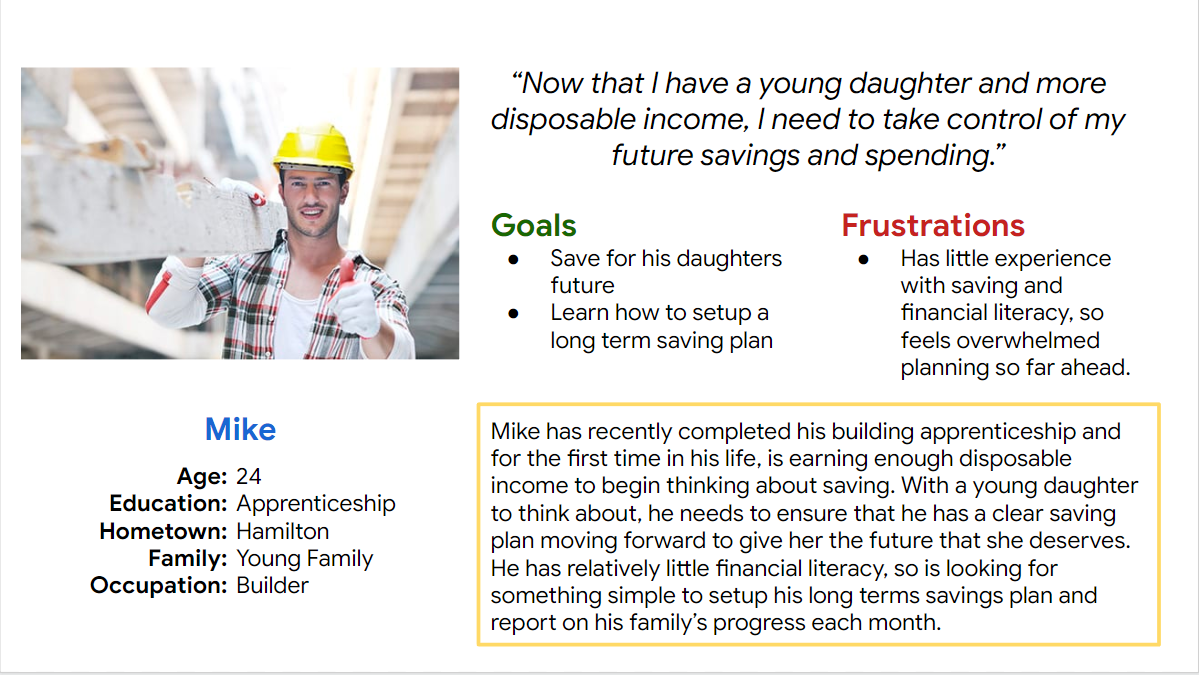 “Now that I have a young daughter and more
disposable income, I need to take control of my
future savings and spending.”
Goals
● Save for his daughters
future
● Learn how to setup a
long term saving plan
Frustrations
● Has little experience
with saving and
financial literacy, so
feels overwhelmed
planning so far ahead.
Mike
Age: 24
Education: Apprenticeship
Hometown: Hamilton
Family: Young Family
Occupation: Builder
Mike has recently completed his building apprenticeship and
for the first time in his life, is earning enough disposable
income to begin thinking about saving. With a young daughter
to think about, he needs to ensure that he has a clear saving
plan moving forward to give her the future that she deserves.
He has relatively little financial literacy, so is looking for
something simple to setup his long terms savings plan and
report on his family’s progress each month.